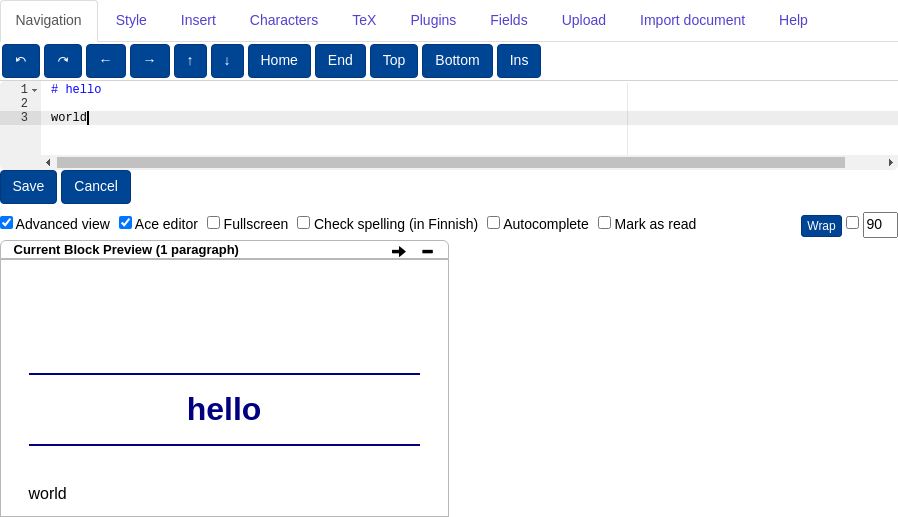 Navigation Style Insert Characters TeX Plugins Fields Upload Import document Help
← → ↑ ↓ Home End Top Bottom Ins
1 # hello
2
3 world
Save Cancel
Advanced view Ace editor Fullscreen Check spelling (in Finnish) Autocomplete Mark as read Wrap 90
Current Block Preview (1 paragraph)
hello
world